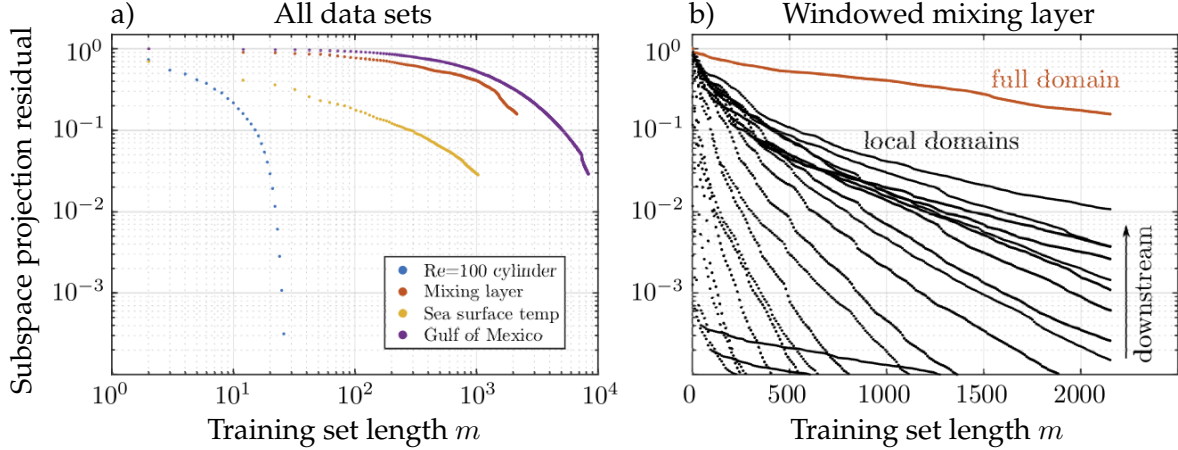 a) All data sets
b) Windowed mixing layer
Subspace projection residual
10^0
10^-1
10^-2
10^-3
Re=100 cylinder
Mixing layer
Sea surface temp
Gulf of Mexico
10^0 10^1 10^2 10^3 10^4
Training set length m
10^0
10^-1
10^-2
10^-3
full domain
local domains
downstream
0 500 1000 1500 2000
Training set length m